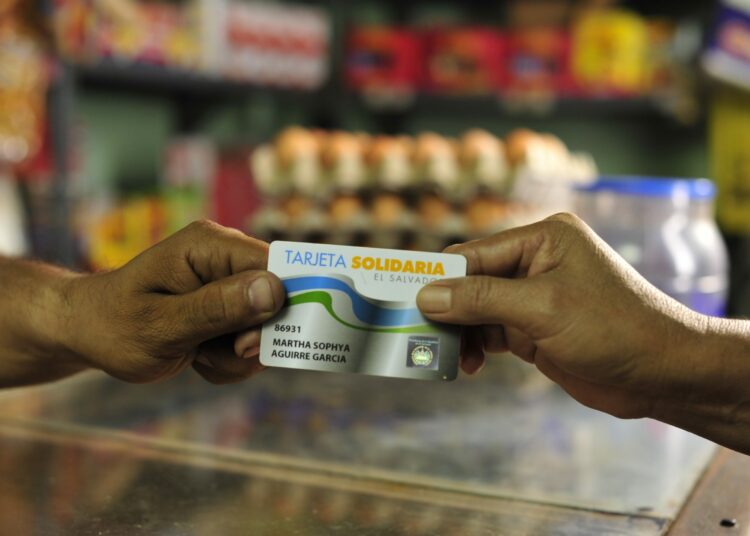 TARJETA SOLIDARIA
EL SALVADOR
86931
MARTHA SOPHYA
AGUIRRE GARCIA